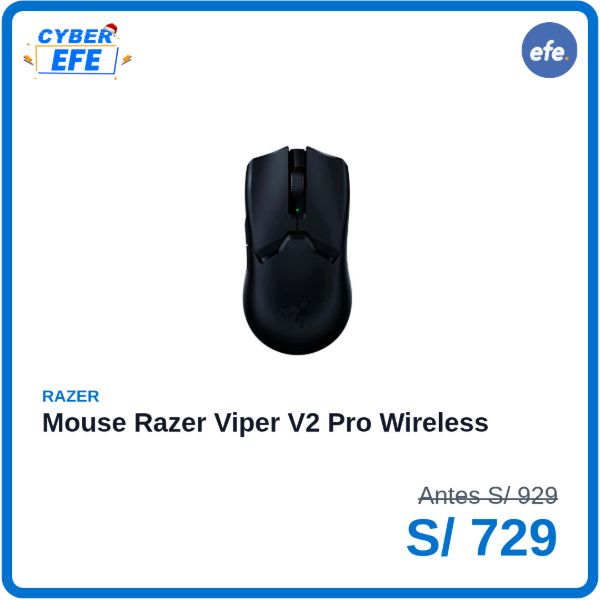 CYBER
EFE
efe.
RAZER
Mouse Razer Viper V2 Pro Wireless
Antes S/ 929
S/ 729